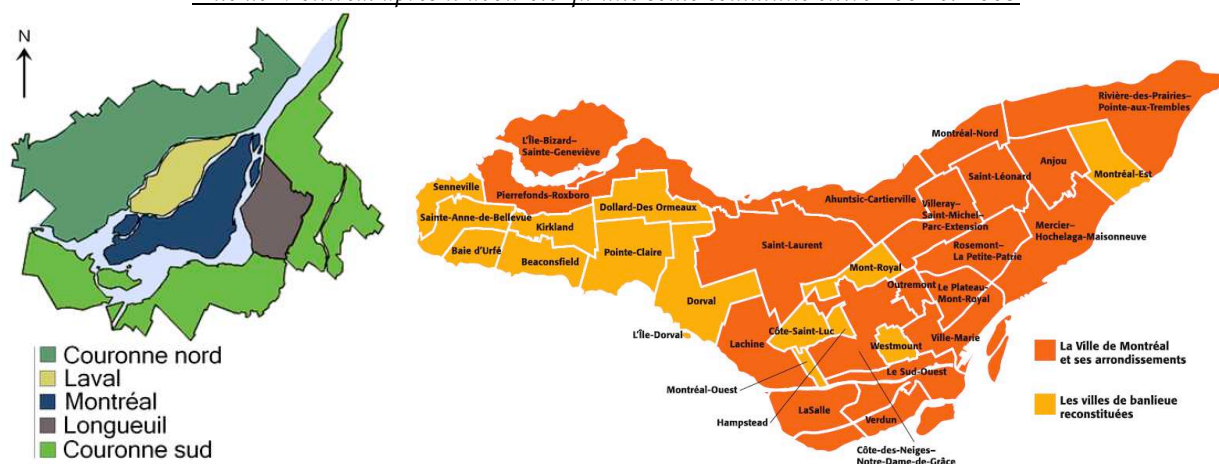 N
Couronne nord
Laval
Montréal
Longueuil
Couronne sud
Rivière-des-Prairies–
Pointe-aux-Trembles
L'Île-Bizard–
Sainte-Geneviève
Montréal-Nord
Anjou
Saint-Léonard
Montréal-Est
Senneville
Pierrefonds-Roxboro
Dollard-Des Ormeaux
Ahuntsic-Cartierville
Villeray–
Saint-Michel–
Parc-Extension
Sainte-Anne-de-Bellevue
Kirkland
Mercier–
Hochelaga-Maisonneuve
Saint-Laurent
Rosemont–
La Petite-Patrie
Baie d'Urfé
Beaconsfield
Pointe-Claire
Mont-Royal
Outremont
Le Plateau-
Mont-Royal
Dorval
L'Île-Dorval
Lachine
Côte-Saint-Luc
Ville-Marie
Westmount
Le Sud-Ouest
Montréal-Ouest
Hampstead
LaSalle
Verdun
Côte-des-Neiges–
Notre-Dame-de-Grâce
La Ville de Montréal
et ses arrondissements
Les villes de banlieue
reconstituées